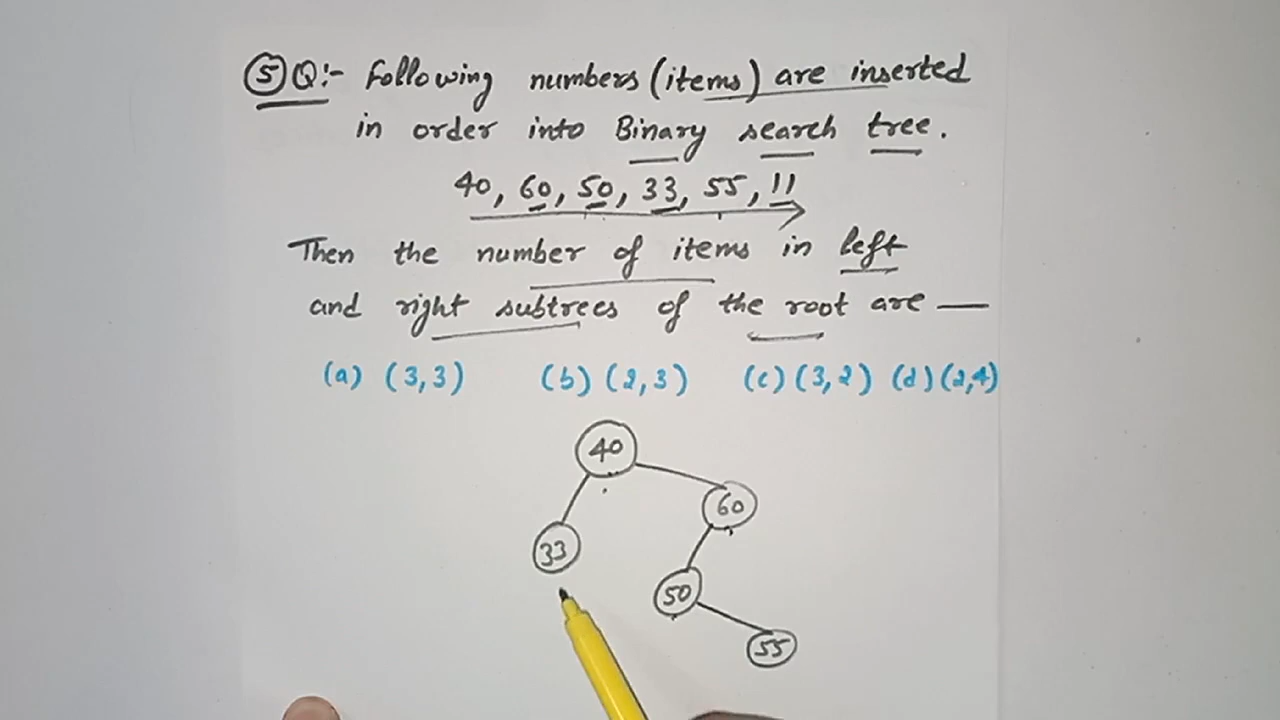 ⑤ Q:- Following numbers (items) are inserted
in order into Binary search tree.
40, 60, 50, 33, 55, 11
Then the number of items in left
and right subtrees of the root are —
(a) (3,3) (b) (2,3) (c) (3,2) (d) (2,4)
40
60
33
50
55